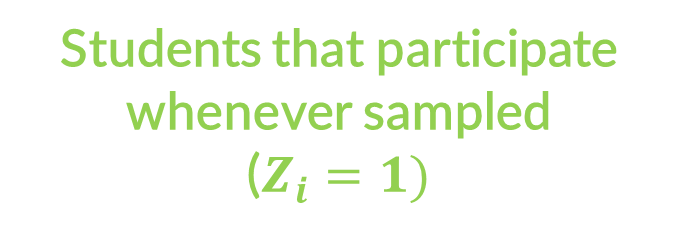 Students that participate
whenever sampled
(Zᵢ = 1)